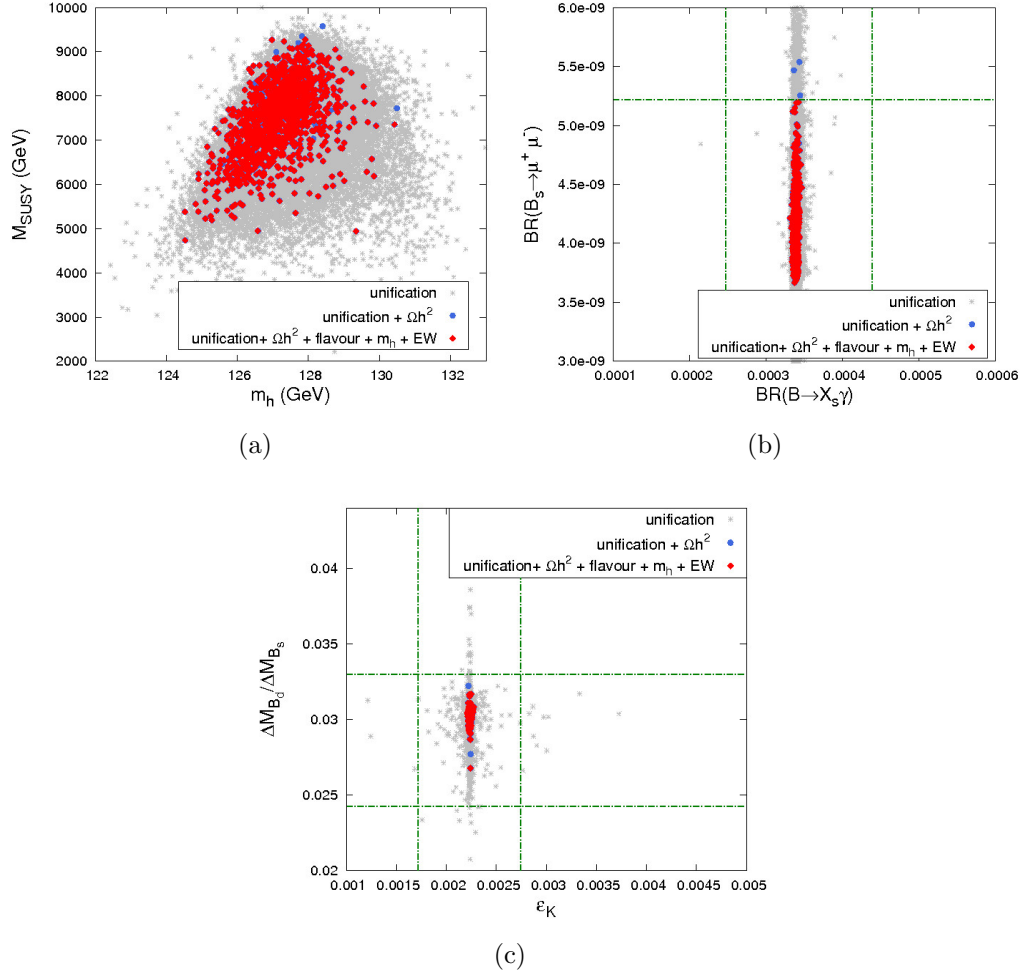 10000
9000
8000
7000
6000
5000
4000
3000
2000
M_SUSY (GeV)
unification
unification + Ωh²
unification+ Ωh² + flavour + m_h + EW
122 124 126 128 130 132
m_h (GeV)
(a)
6.0e-09
5.5e-09
5.0e-09
4.5e-09
4.0e-09
3.5e-09
3.0e-09
BR(B_s→μ⁺ μ⁻)
unification
unification + Ωh²
unification+ Ωh² + flavour + m_h + EW
0.0001 0.0002 0.0003 0.0004 0.0005 0.0006
BR(B→X_sγ)
(b)
unification
unification + Ωh²
unification+ Ωh² + flavour + m_h + EW
0.04
0.035
0.03
0.025
0.02
ΔM_B_d/ΔM_B_s
0.001 0.0015 0.002 0.0025 0.003 0.0035 0.004 0.0045 0.005
ε_K
(c)